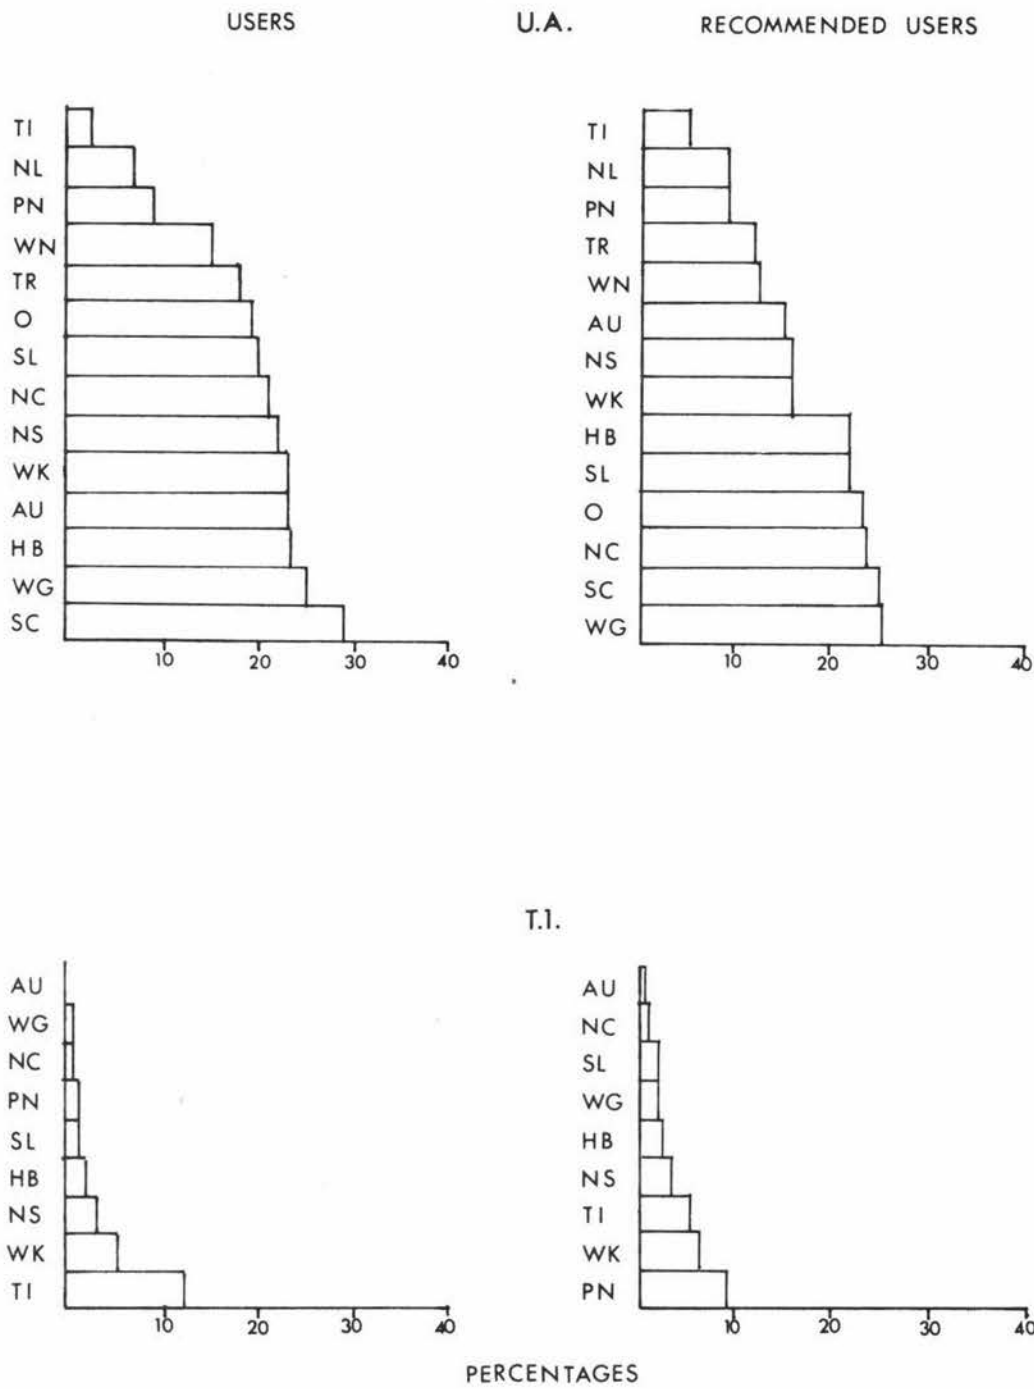 USERS U.A. RECOMMENDED USERS
TI
NL
PN
WN
TR
O
SL
NC
NS
WK
AU
HB
WG
SC
10 20 30 40
TI
NL
PN
TR
WN
AU
NS
WK
HB
SL
O
NC
SC
WG
10 20 30 40
T.1.
AU
WG
NC
PN
SL
HB
NS
WK
TI
10 20 30 40
AU
NC
SL
WG
HB
NS
TI
WK
PN
10 20 30 40
PERCENTAGES